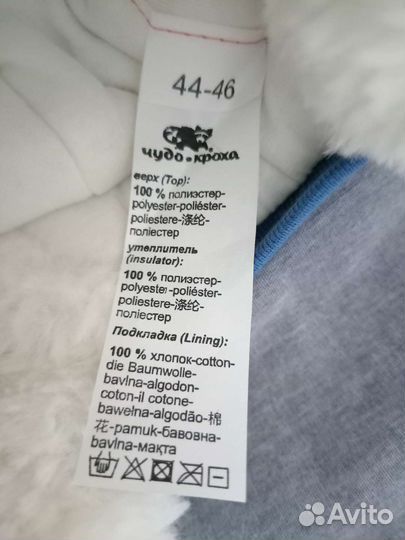 44-46
чудо кроха
верх (Top):
100 % полиэстер-
polyester-poliéster-
poliestere-涤纶-
поліестер
утеплитель
(insulator):
100 % полиэстер-
polyester-poliéster-
poliestere-涤纶-
поліестер
Подкладка (Lining):
100 % хлопок-cotton-
die Baumwolle-
bavlna-algodon-
coton-il cotone-
bawełna-algodão-棉
花-pamuk-бавовна-
bavlna-мақта
Avito